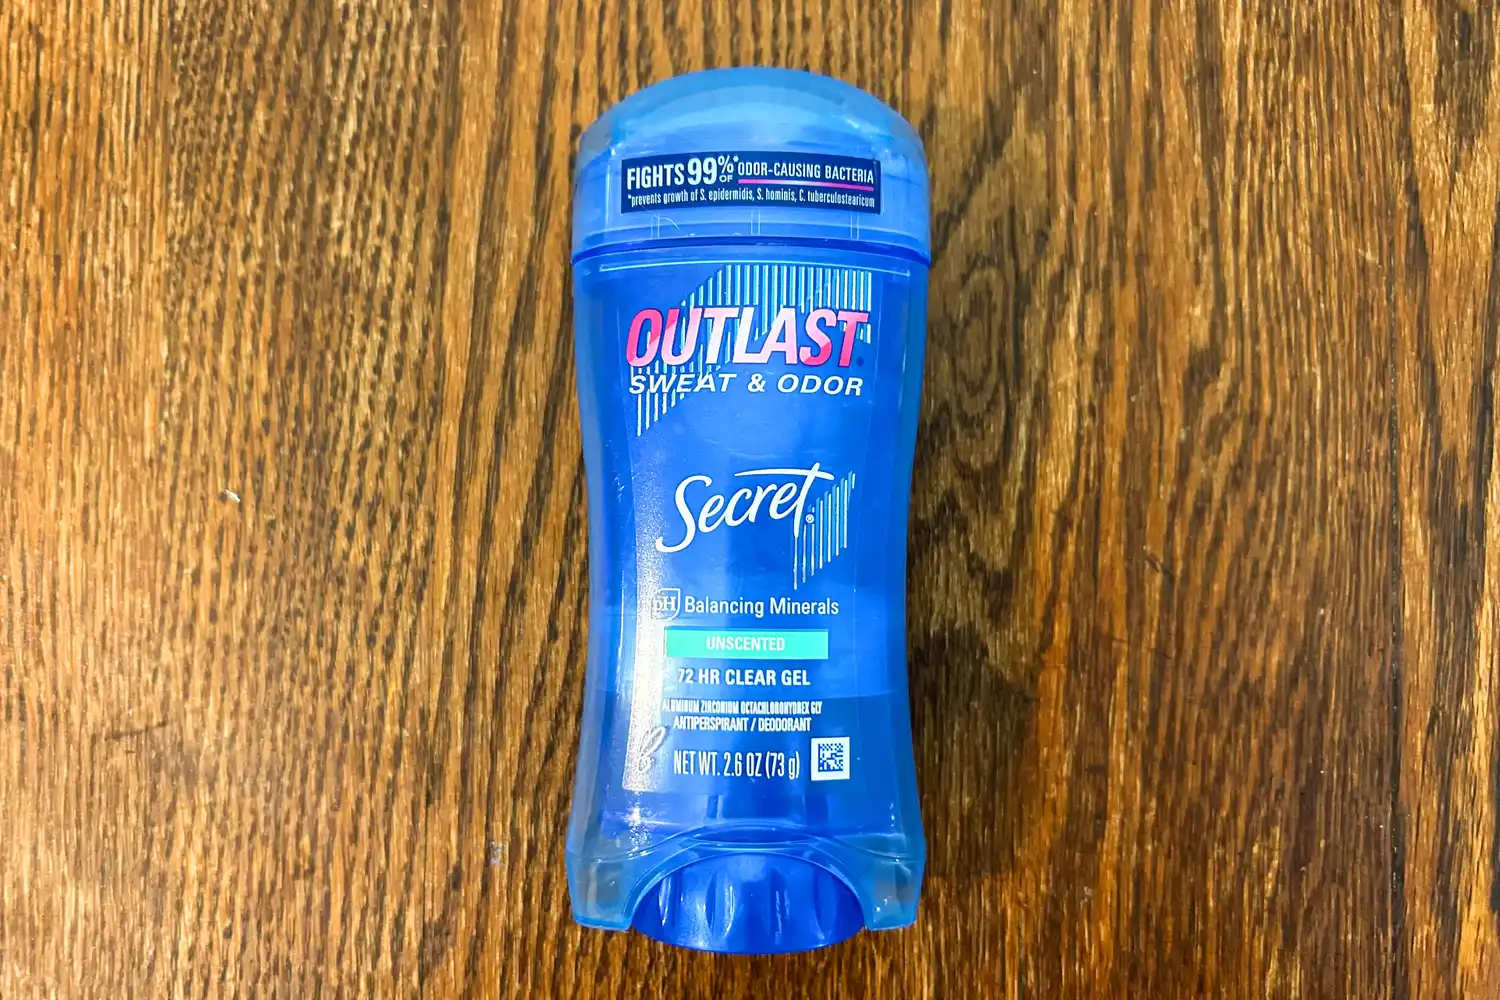 FIGHTS 99%* OF ODOR-CAUSING BACTERIA
*prevents growth of S. epidermidis, S. hominis, C. tuberculostearicum
OUTLAST®
SWEAT & ODOR
Secret®
pH Balancing Minerals
UNSCENTED
72 HR CLEAR GEL
ALUMINUM ZIRCONIUM OCTACHLOROHYDREX GLY
ANTIPERSPIRANT / DEODORANT
NET WT. 2.6 OZ (73 g)